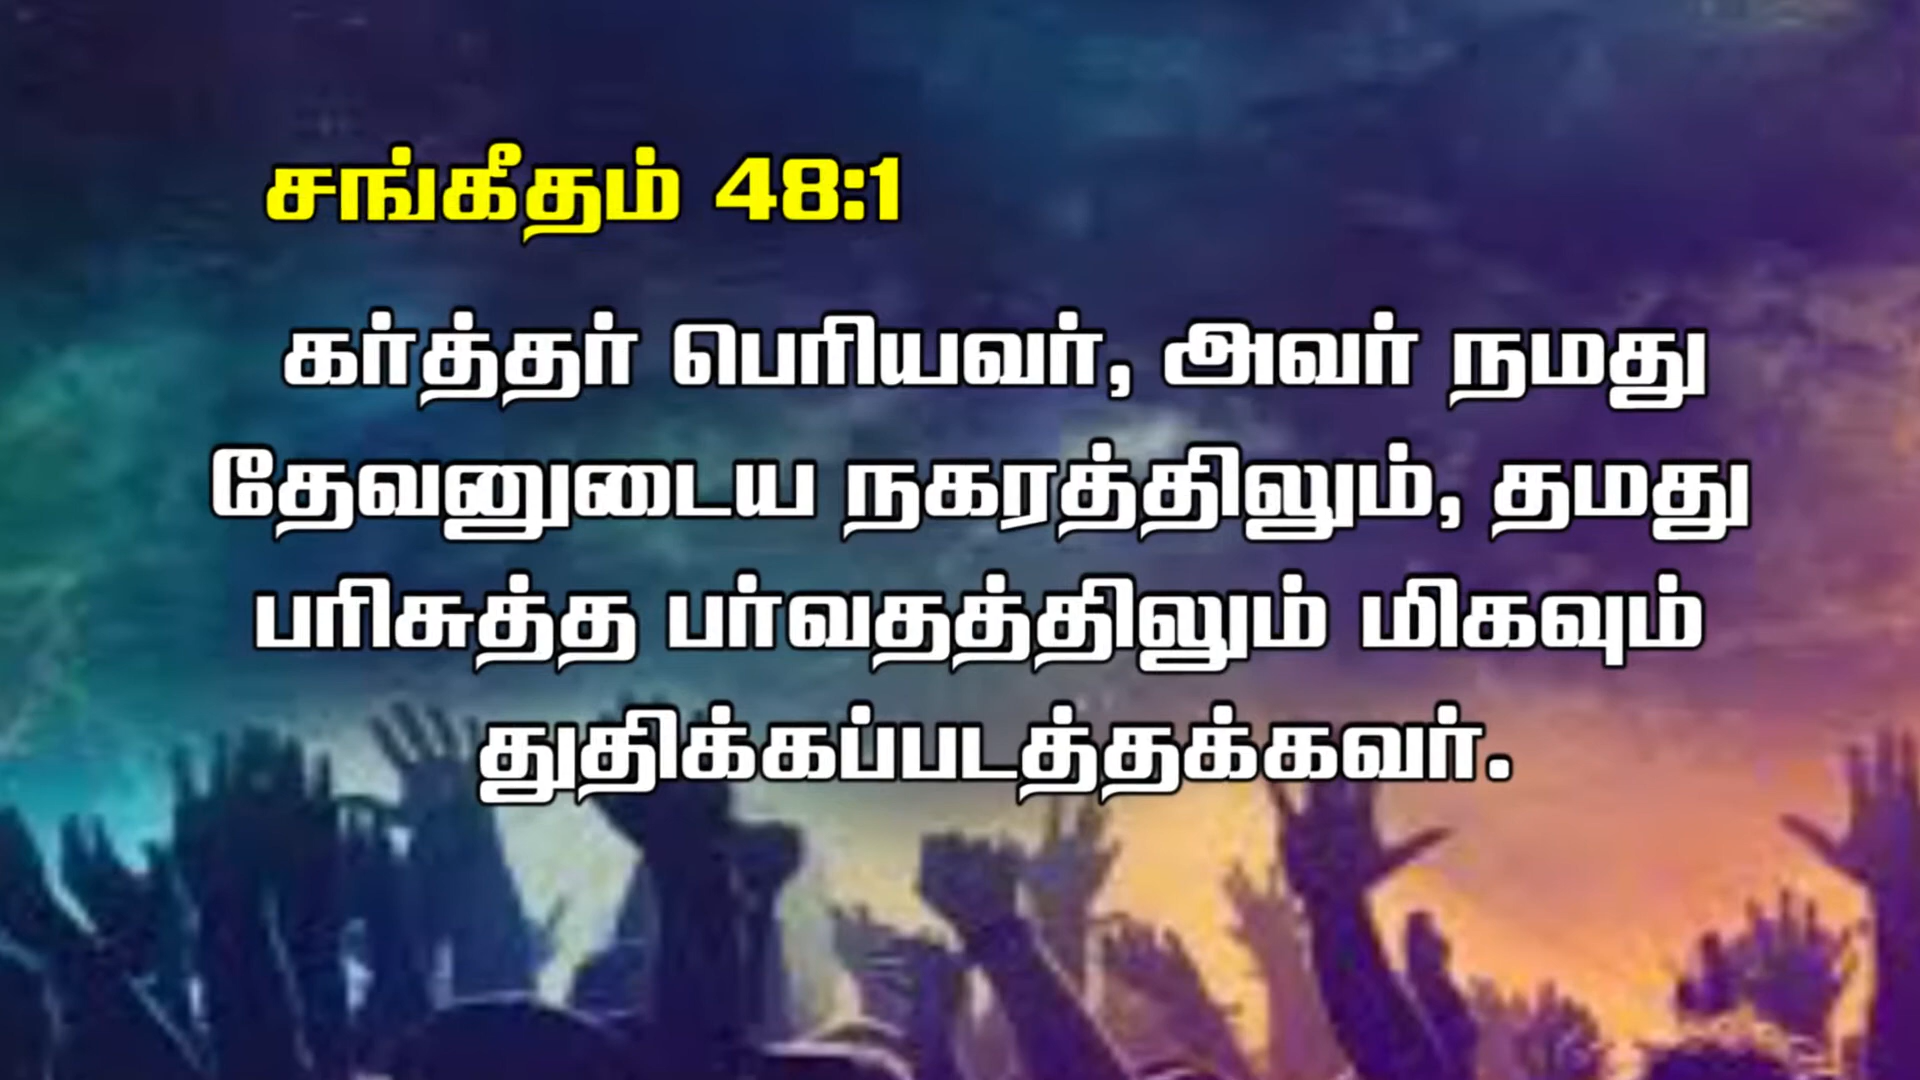 சங்கீதம் 48:1
கர்த்தர் பெரியவர், அவர் நமது
தேவனுடைய நகரத்திலும், தமது
பரிசுத்த பர்வதத்திலும் மிகவும்
துதிக்கப்படத்தக்கவர்.